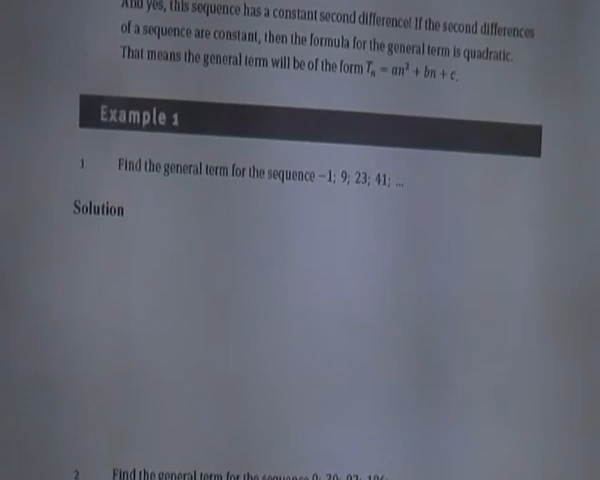 And yes, this sequence has a constant second difference! If the second differences
of a sequence are constant, then the formula for the general term is quadratic.
That means the general term will be of the form Tₙ = an² + bn + c.
Example 1
1 Find the general term for the sequence –1; 9; 23; 41; ...
Solution
2 Find the general term for the sequence 0; 20;